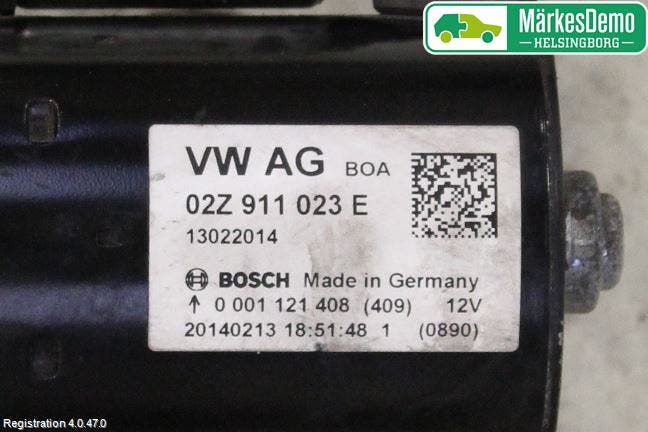 MärkesDemo
HELSINGBORG
VW AG BOA
02Z 911 023 E
13022014
BOSCH Made in Germany
↑ 0 001 121 408 (409) 12V
20140213 18:51:48 1 (0890)
Registration 4.0.47.0